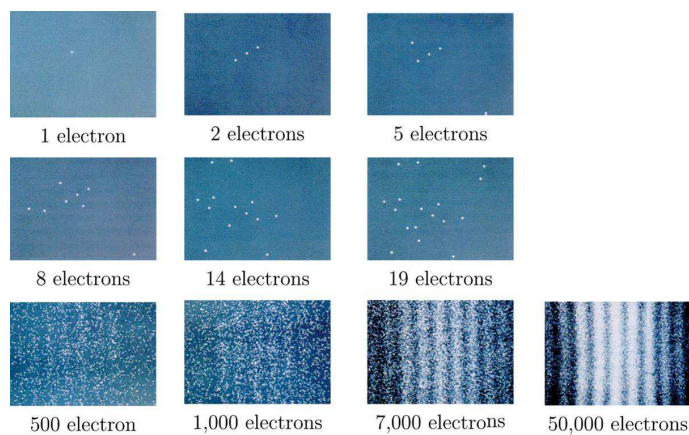 1 electron
2 electrons
5 electrons
8 electrons
14 electrons
19 electrons
500 electron
1,000 electrons
7,000 electrons
50,000 electrons